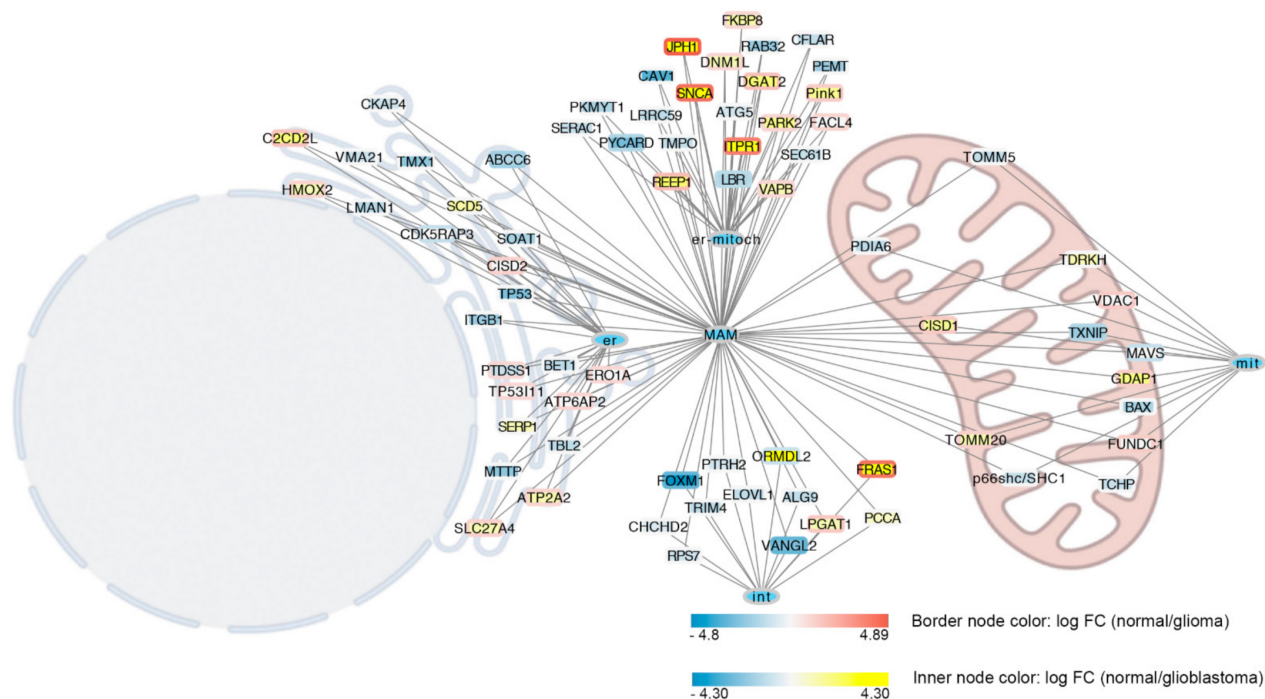 FKBP8
JPH1
RAB32
CFLAR
DNM1L
PEMT
CAV1
DGAT2
SNCA
Pink1
CKAP4
PKMYT1
LRRC59
ATG5
PARK2
FACL4
SERAC1
C2CD2L
PYCARD
TMPO
ITPR1
VMA21
TMX1
ABCC6
SEC61B
TOMM5
HMOX2
REEP1
LBR
VAPB
LMAN1
SCD5
CDK5RAP3
SOAT1
er-mitoch
PDIA6
CISD2
TDRKH
TP53
VDAC1
ITGB1
CISD1
TXNIP
er
MAM
MAVS
mit
PTDSS1
BET1
ERO1A
GDAP1
TP53I11
ATP6AP2
BAX
SERP1
TOMM20
FUNDC1
TBL2
ORMDL2
MTTP
PTRH2
FRAS1
FOXM1
p66shc/SHC1
TCHP
ATP2A2
ELOVL1
ALG9
TRIM4
SLC27A4
CHCHD2
LPGAT1
PCCA
VANGL2
RPS7
int
Border node color: log FC (normal/glioma)
- 4.8
4.89
Inner node color: log FC (normal/glioblastoma)
- 4.30
4.30